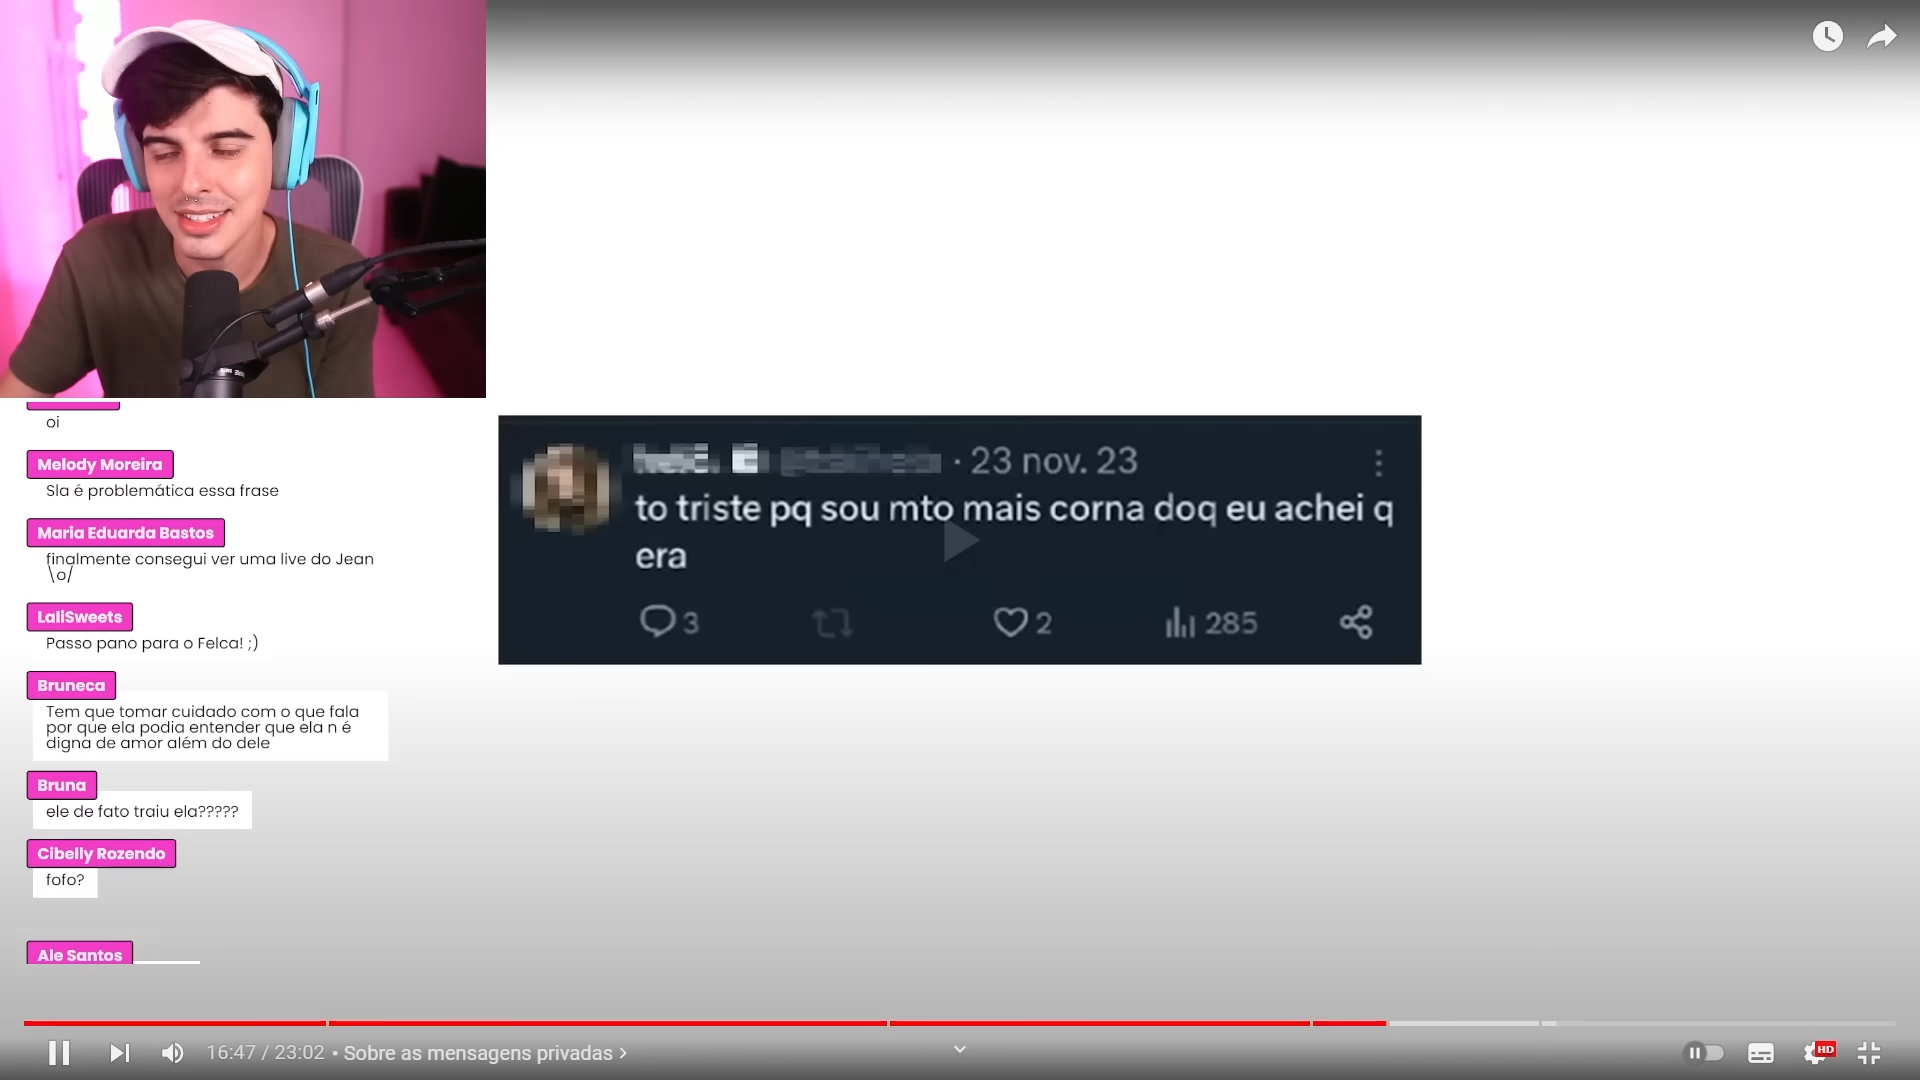 oi
Melody Moreira
Sla é problemática essa frase
Maria Eduarda Bastos
finalmente consegui ver uma live do Jean
\o/
LaliSweets
Passo pano para o Felca! ;)
Bruneca
Tem que tomar cuidado com o que fala
por que ela podia entender que ela n é
digna de amor além do dele
Bruna
ele de fato traiu ela?????
Cibelly Rozendo
fofo?
Ale Santos
· 23 nov. 23
to triste pq sou mto mais corna doq eu achei q
era
3 2 285
16:47 / 23:02 • Sobre as mensagens privadas
HD